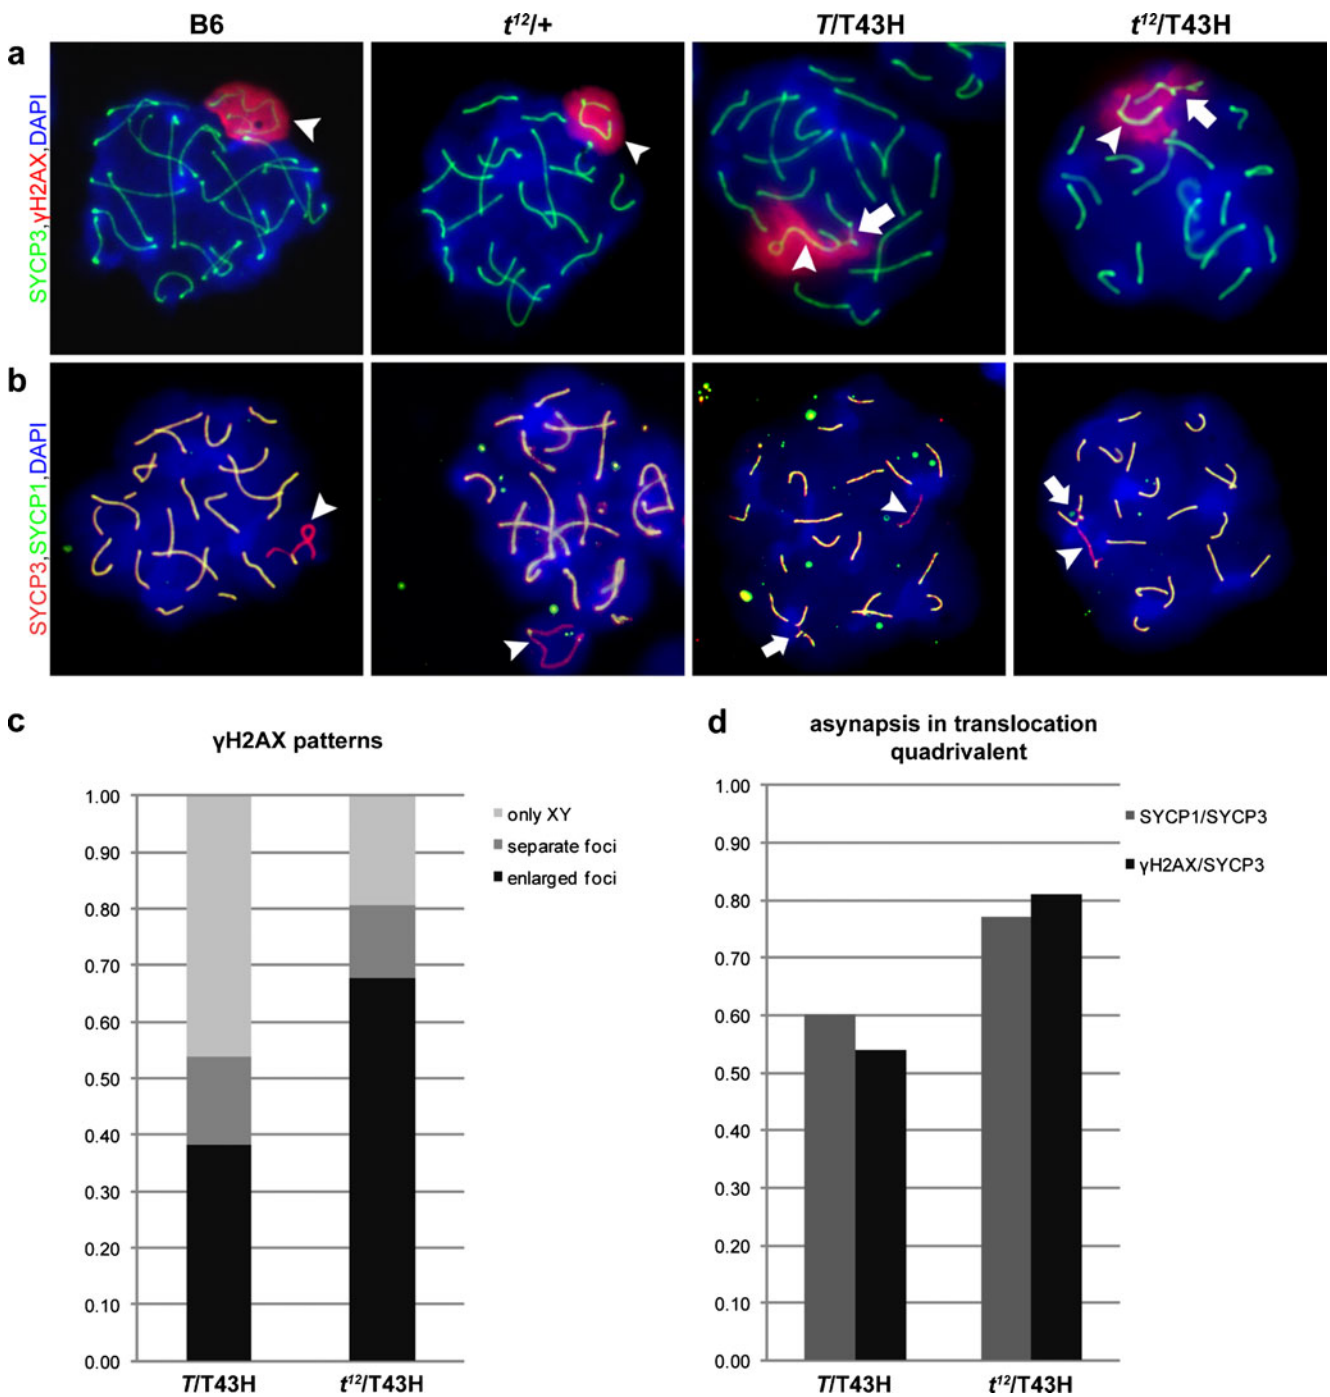 B6 t¹²/+ T/T43H t¹²/T43H
a
SYCP3,γH2AX,DAPI
b
SYCP3,SYCP1,DAPI
c
γH2AX patterns
1.00
0.90
0.80
0.70
0.60
0.50
0.40
0.30
0.20
0.10
0.00
only XY
separate foci
enlarged foci
T/T43H t¹²/T43H
d
asynapsis in translocation
quadrivalent
1.00
0.90
0.80
0.70
0.60
0.50
0.40
0.30
0.20
0.10
0.00
SYCP1/SYCP3
γH2AX/SYCP3
T/T43H t¹²/T43H